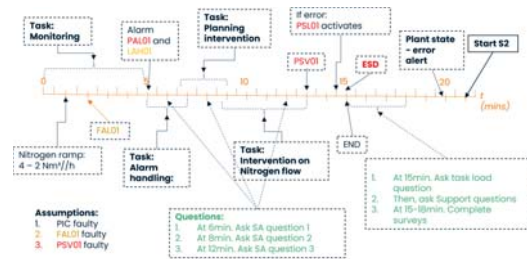 Task:
Monitoring
Alarm
PAL01 and
LAH01
Task:
Planning
intervention
If error:
PSL01 activates
PSV01
ESD
Plant state
- error
alert
Start S2
0
5
10
15
20
t
(mins)
FAL01
Nitrogen ramp:
4 – 2 Nm³//h
Task:
Alarm
handling:
Task:
Intervention on
Nitrogen flow
END
Assumptions:
1. PIC faulty
2. FAL01 faulty
3. PSV01 faulty
Questions:
1. At 6min. Ask SA question 1
2. At 8min. Ask SA question 2
3. At 12min. Ask SA question 3
1. At 15min. Ask task load
question
2. Then, ask Support questions
3. At 15-18min. Complete
surveys